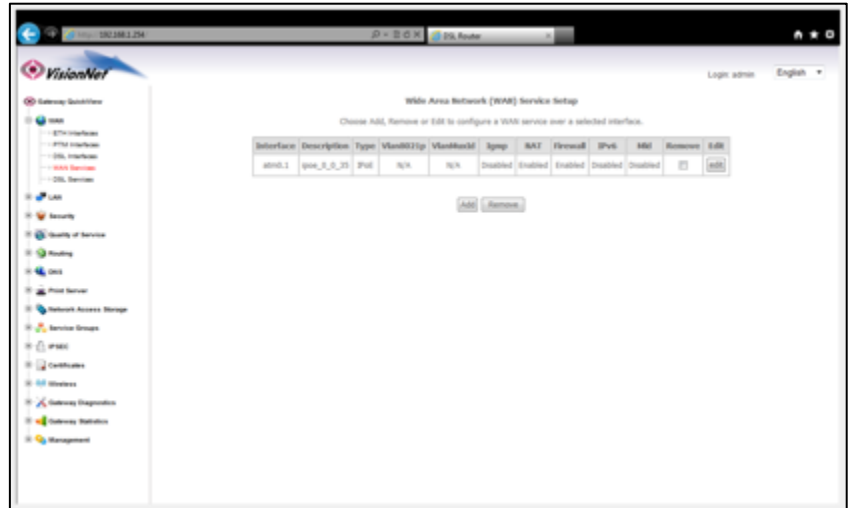 http://192.168.1.254
DSL Router
VisionNet
Login: admin
English
Gateway QuickView
WAN
ETH Interfaces
PTM Interfaces
DSL Interfaces
WAN Services
DSL Services
LAN
Security
Quality of Service
Routing
DNS
Print Server
Network Access Storage
Service Groups
IPSEC
Certificates
Wireless
Gateway Diagnostics
Gateway Statistics
Management
Wide Area Network (WAN) Service Setup
Choose Add, Remove or Edit to configure a WAN service over a selected interface.
Interface Description Type Vlan8021p VlanMuxId Igmp NAT Firewall IPv6 Mld Remove Edit
atm0.1 ipoe_0_0_35 IPoE N/A N/A Disabled Enabled Enabled Disabled Disabled edit
Add Remove